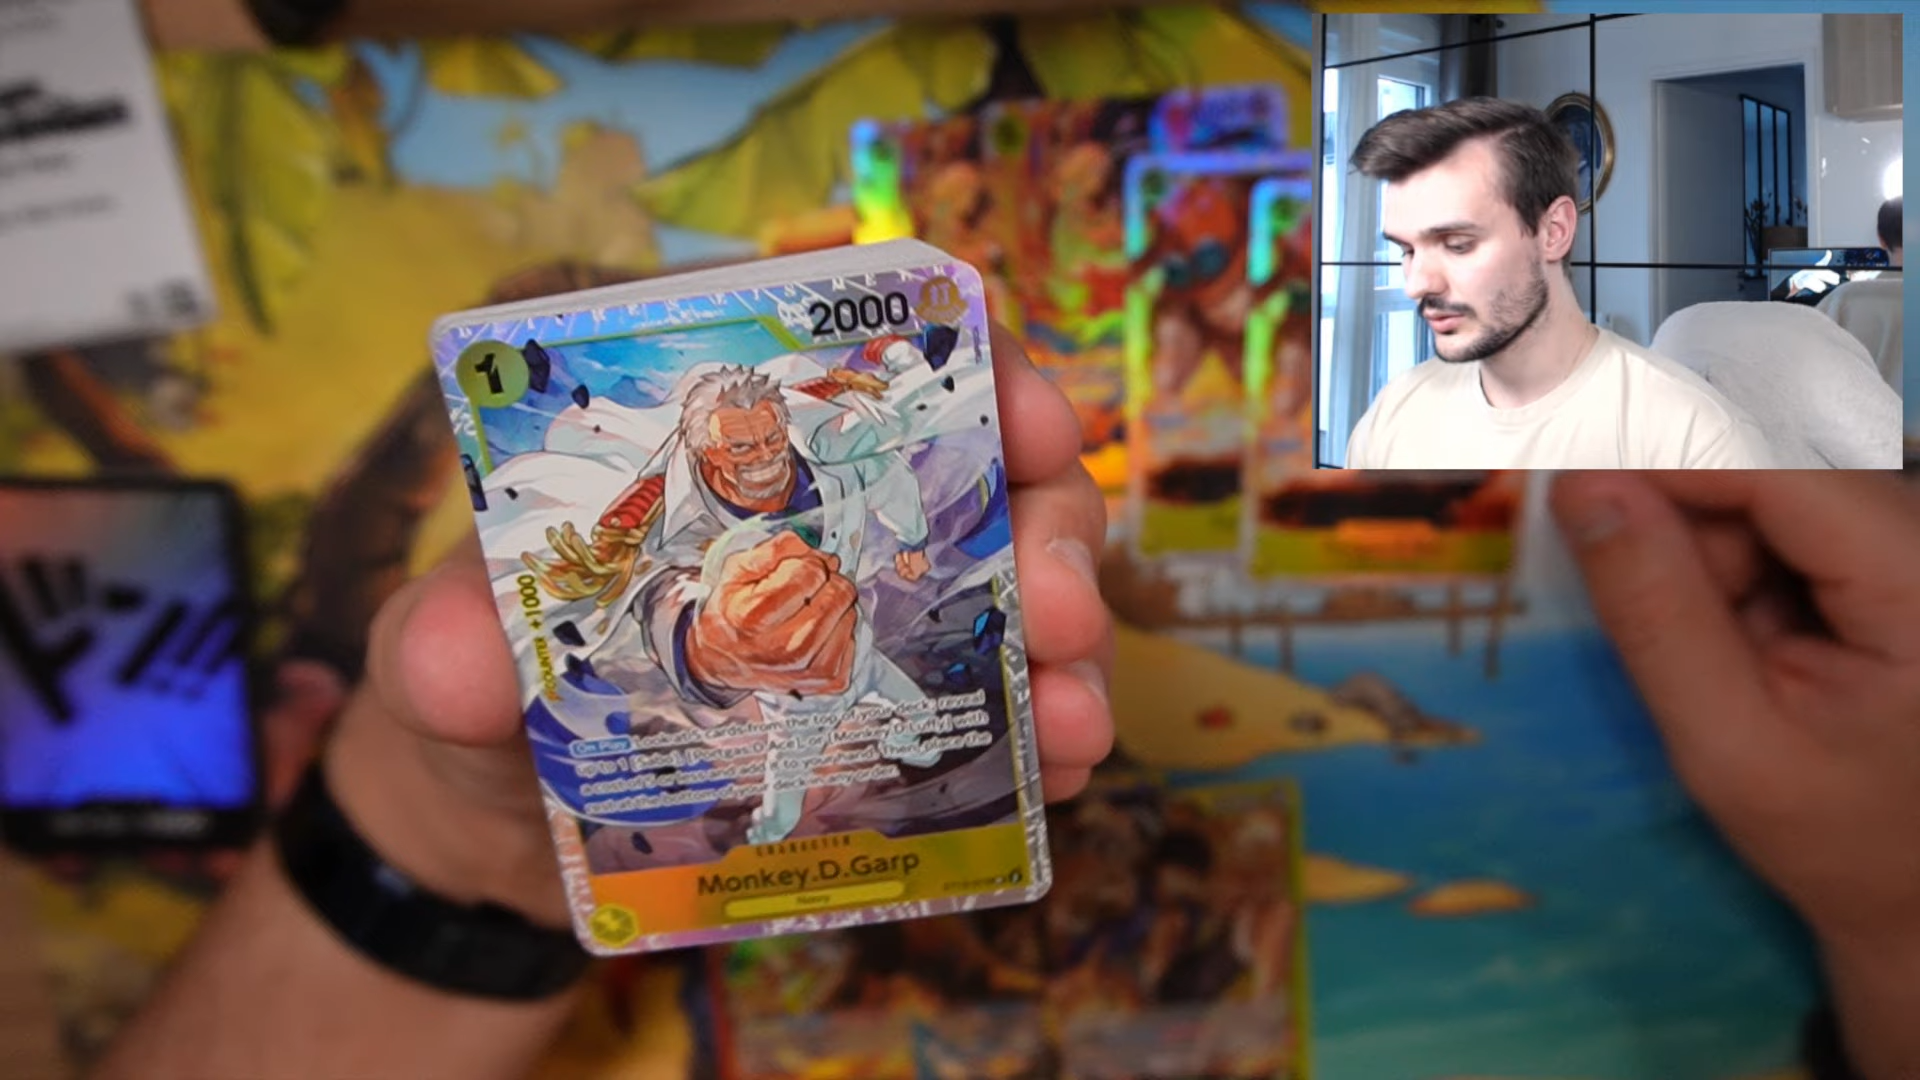 2000
1
COUNTER +1000
On Play Look at 5 cards from the top of your deck; reveal
up to 1 [Sabo], [Portgas.D.Ace], or [Monkey.D.Luffy] with
a cost of 5 or less and add it to your hand. Then, place the
rest at the bottom of your deck in any order.
CHARACTER
Monkey.D.Garp
Navy